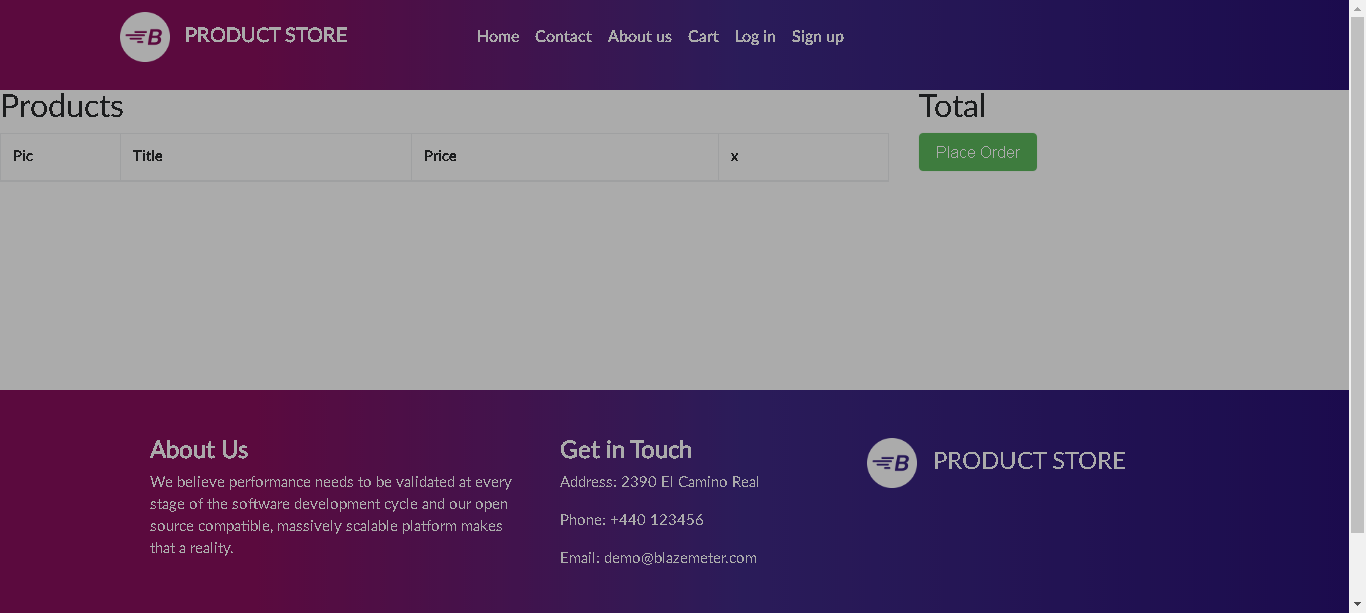 B PRODUCT STORE Home Contact About us Cart Log in Sign up
Products
Pic Title Price x
Total
Place Order
About Us
We believe performance needs to be validated at every
stage of the software development cycle and our open
source compatible, massively scalable platform makes
that a reality.
Get in Touch
Address: 2390 El Camino Real
Phone: +440 123456
Email: demo@blazemeter.com
B PRODUCT STORE